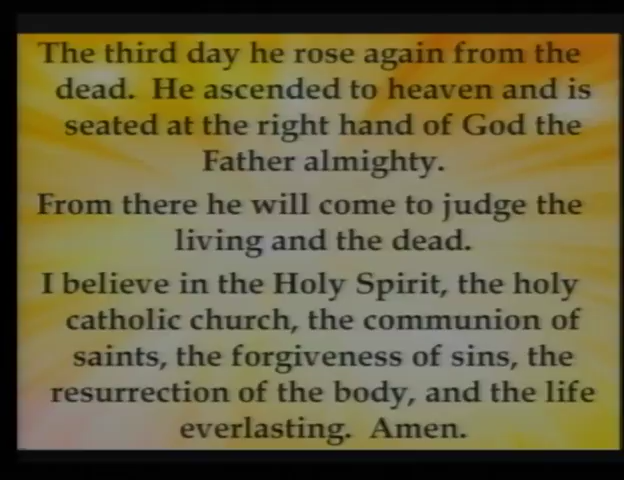 The third day he rose again from the
dead. He ascended to heaven and is
seated at the right hand of God the
Father almighty.
From there he will come to judge the
living and the dead.
I believe in the Holy Spirit, the holy
catholic church, the communion of
saints, the forgiveness of sins, the
resurrection of the body, and the life
everlasting. Amen.